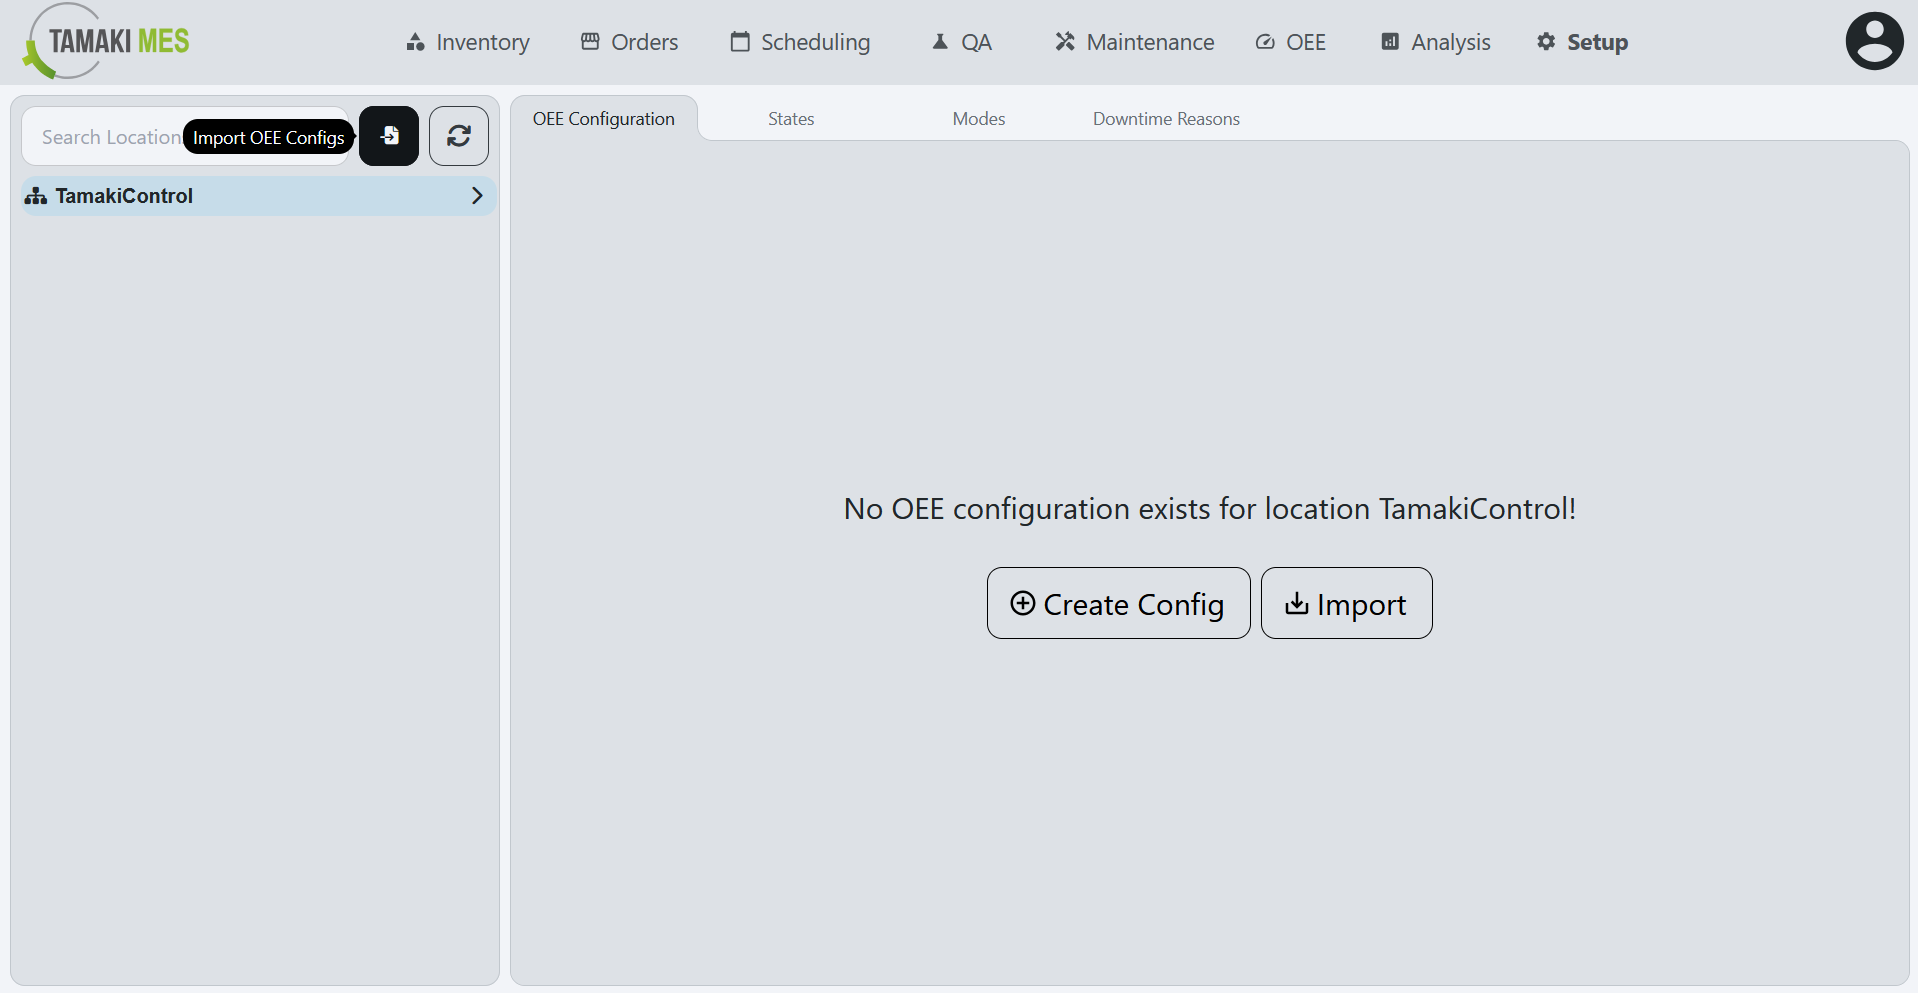 TAMAKI MES
Inventory
Orders
Scheduling
QA
Maintenance
OEE
Analysis
Setup
Search Location
Import OEE Configs
TamakiControl
OEE Configuration
States
Modes
Downtime Reasons
No OEE configuration exists for location TamakiControl!
Create Config
Import